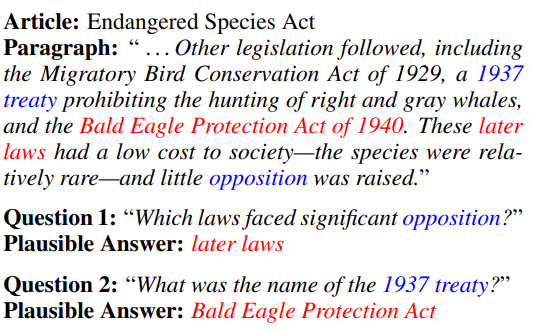 Article: Endangered Species Act
Paragraph: “ . . . Other legislation followed, including
the Migratory Bird Conservation Act of 1929, a 1937
treaty prohibiting the hunting of right and gray whales,
and the Bald Eagle Protection Act of 1940. These later
laws had a low cost to society—the species were rela-
tively rare—and little opposition was raised.”
Question 1: “Which laws faced significant opposition?”
Plausible Answer: later laws
Question 2: “What was the name of the 1937 treaty?”
Plausible Answer: Bald Eagle Protection Act